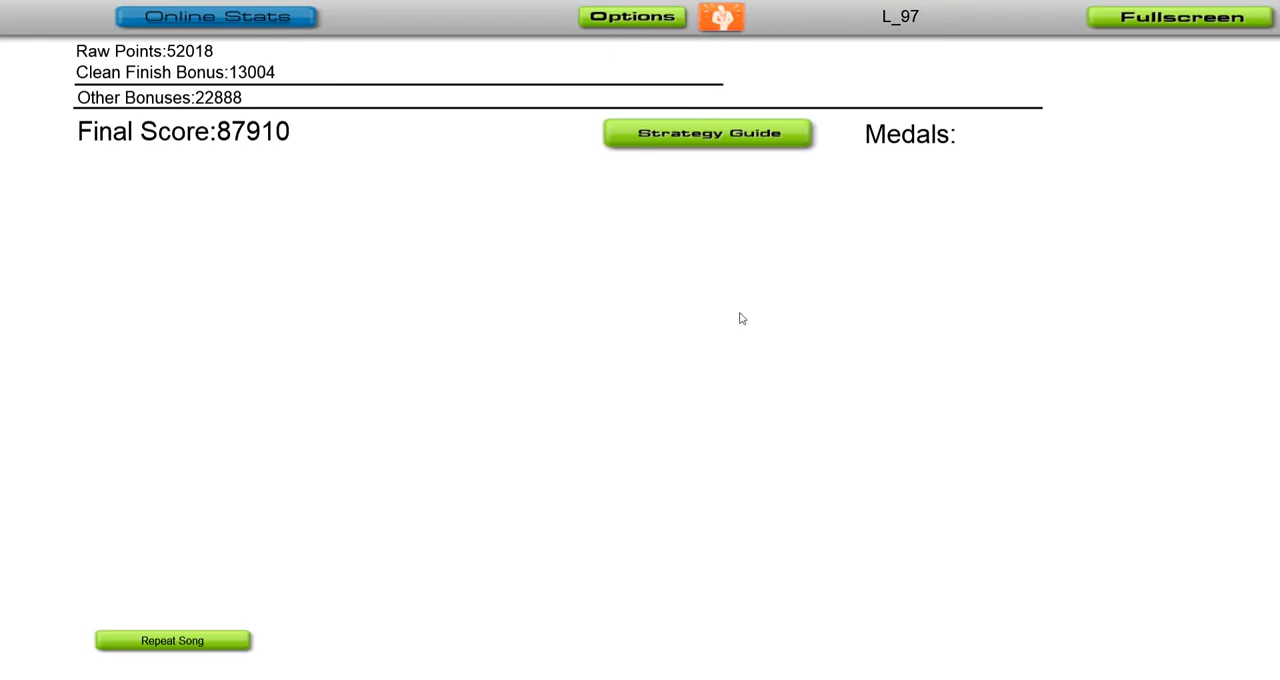 Online Stats
Options
L_97
Fullscreen
Raw Points:52018
Clean Finish Bonus:13004
Other Bonuses:22888
Final Score:87910
Strategy Guide
Medals:
Repeat Song